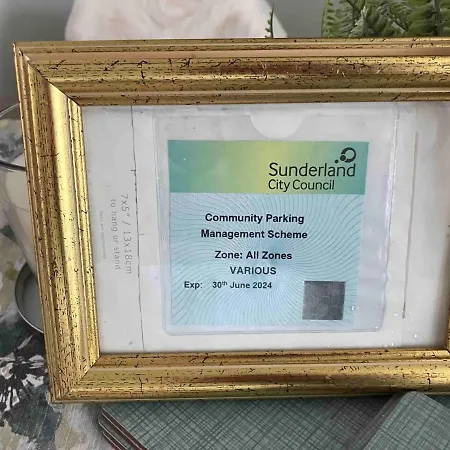 Sunderland
City Council
Community Parking
Management Scheme
Zone: All Zones
VARIOUS
Exp: 30th June 2024
7x5" / 13x18cm
to hang or stand